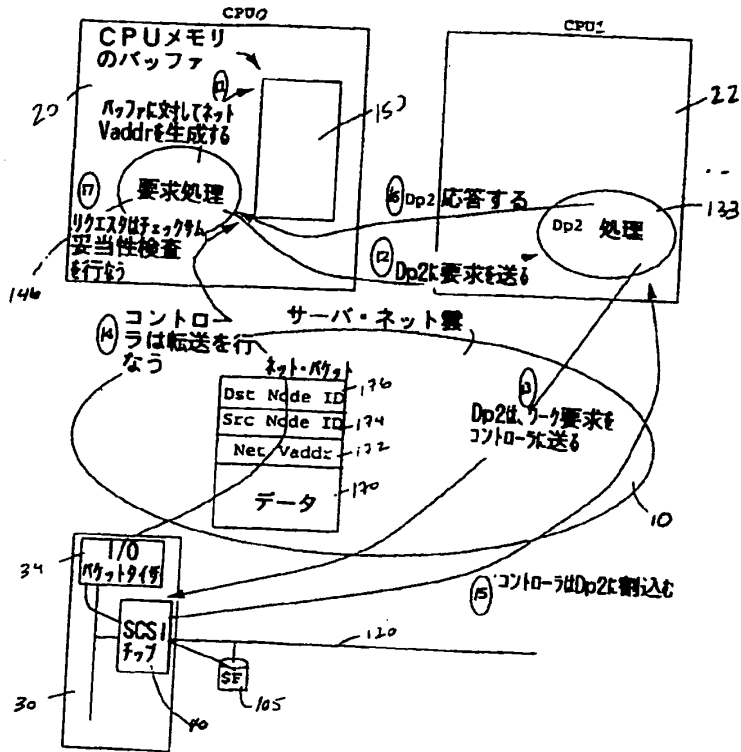 CPU0
CPU1
CPUメモリ
のバッファ
20
11
バッファに対してネット
Vaddrを生成する
150
22
17
要求処理
リクエスタはチェックサム
妥当性検査
を行なう
146
16 Dp2 応答する
Dp2 処理
133
12 Dp2に要求を送る
14
コントロー
ラは転送を行
なう
サーバ・ネット雲
ネット・パケット
Dst Node ID
176
Src Node ID
174
Net Vaddr
172
データ
170
13
Dp2は、ワーク要求を
コントローラに送る
10
34
I/O
パケットタイザ
SCSI
チップ
15 コントローラはDp2に割り込む
120
105
30
40